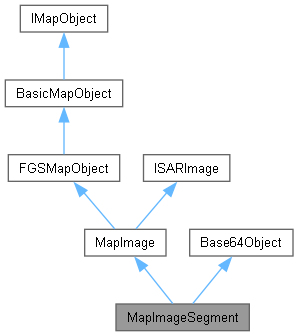 IMapObject
BasicMapObject
FGSMapObject
ISARImage
MapImage
Base64Object
MapImageSegment